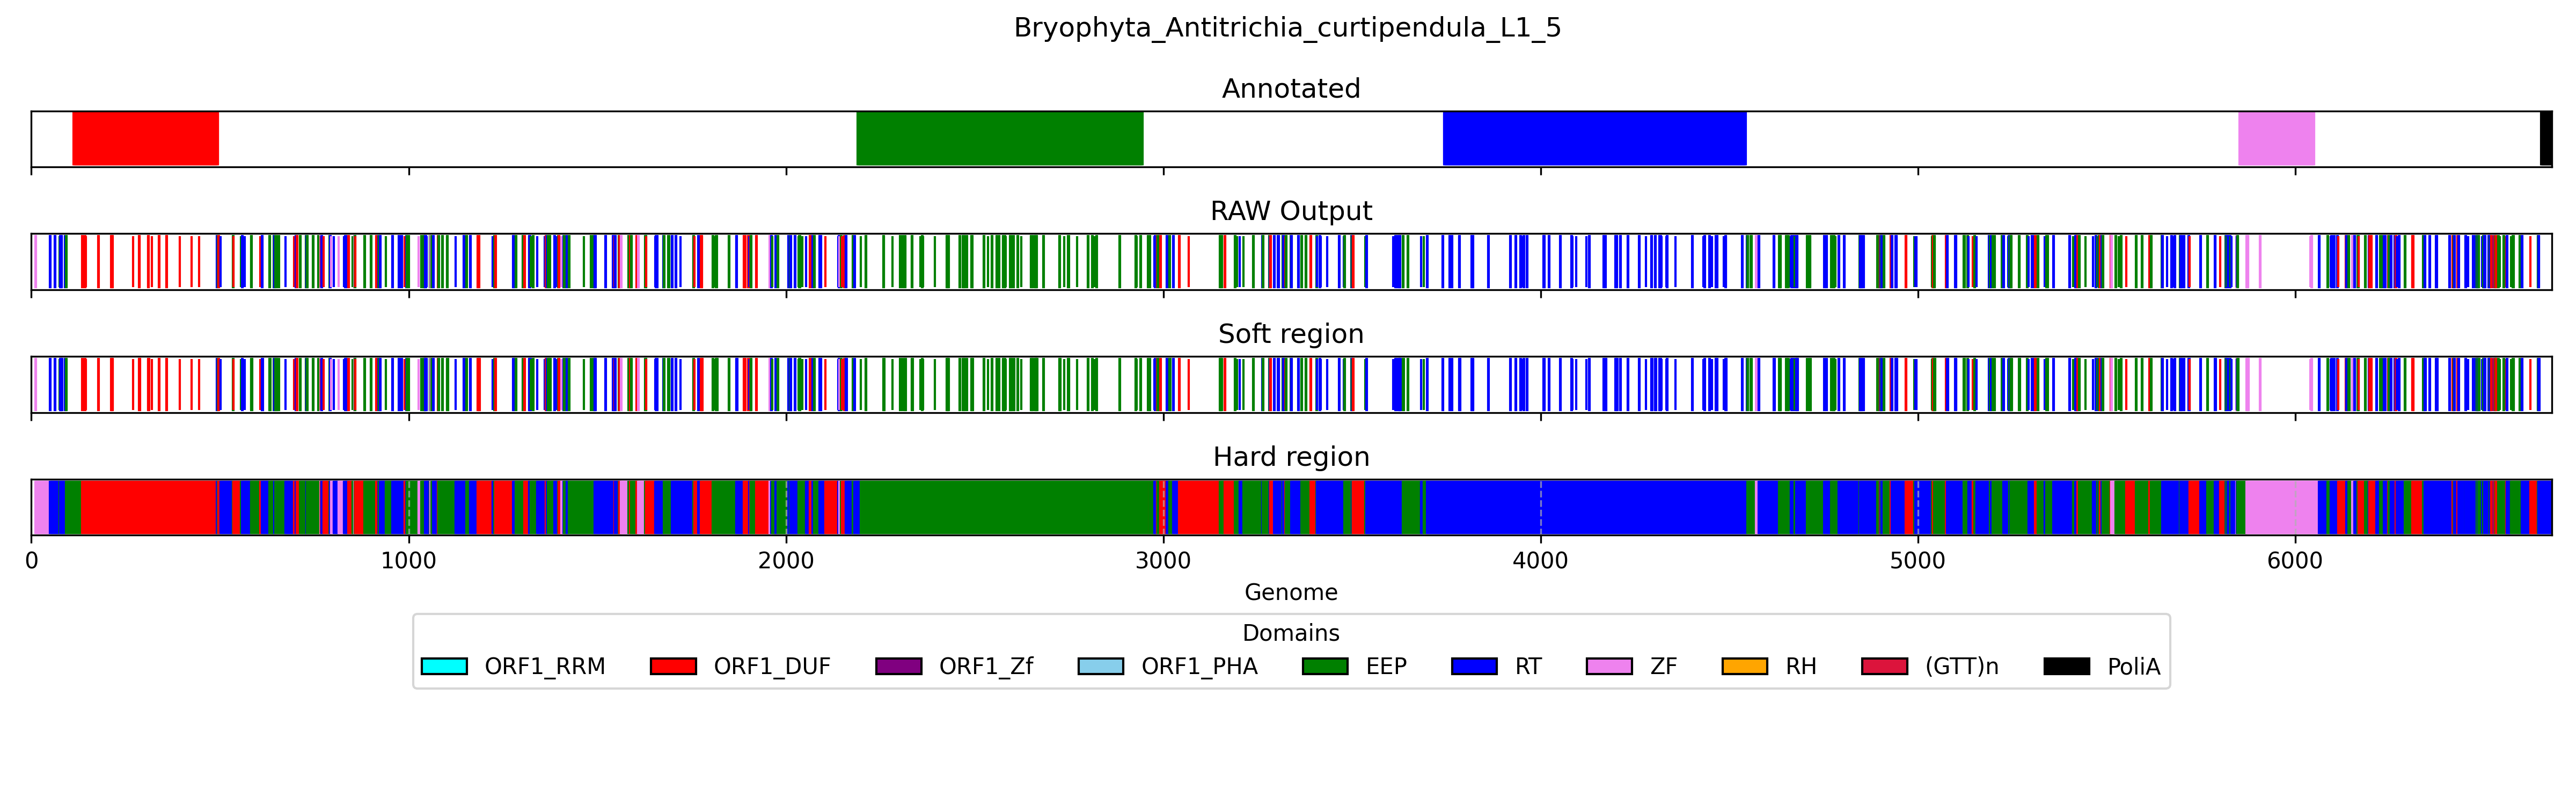 Bryophyta_Antitrichia_curtipendula_L1_5
Annotated
RAW Output
Soft region
Hard region
0 1000 2000 3000 4000 5000 6000
Genome
Domains
ORF1_RRM ORF1_DUF ORF1_Zf ORF1_PHA EEP RT ZF RH (GTT)n PoliA